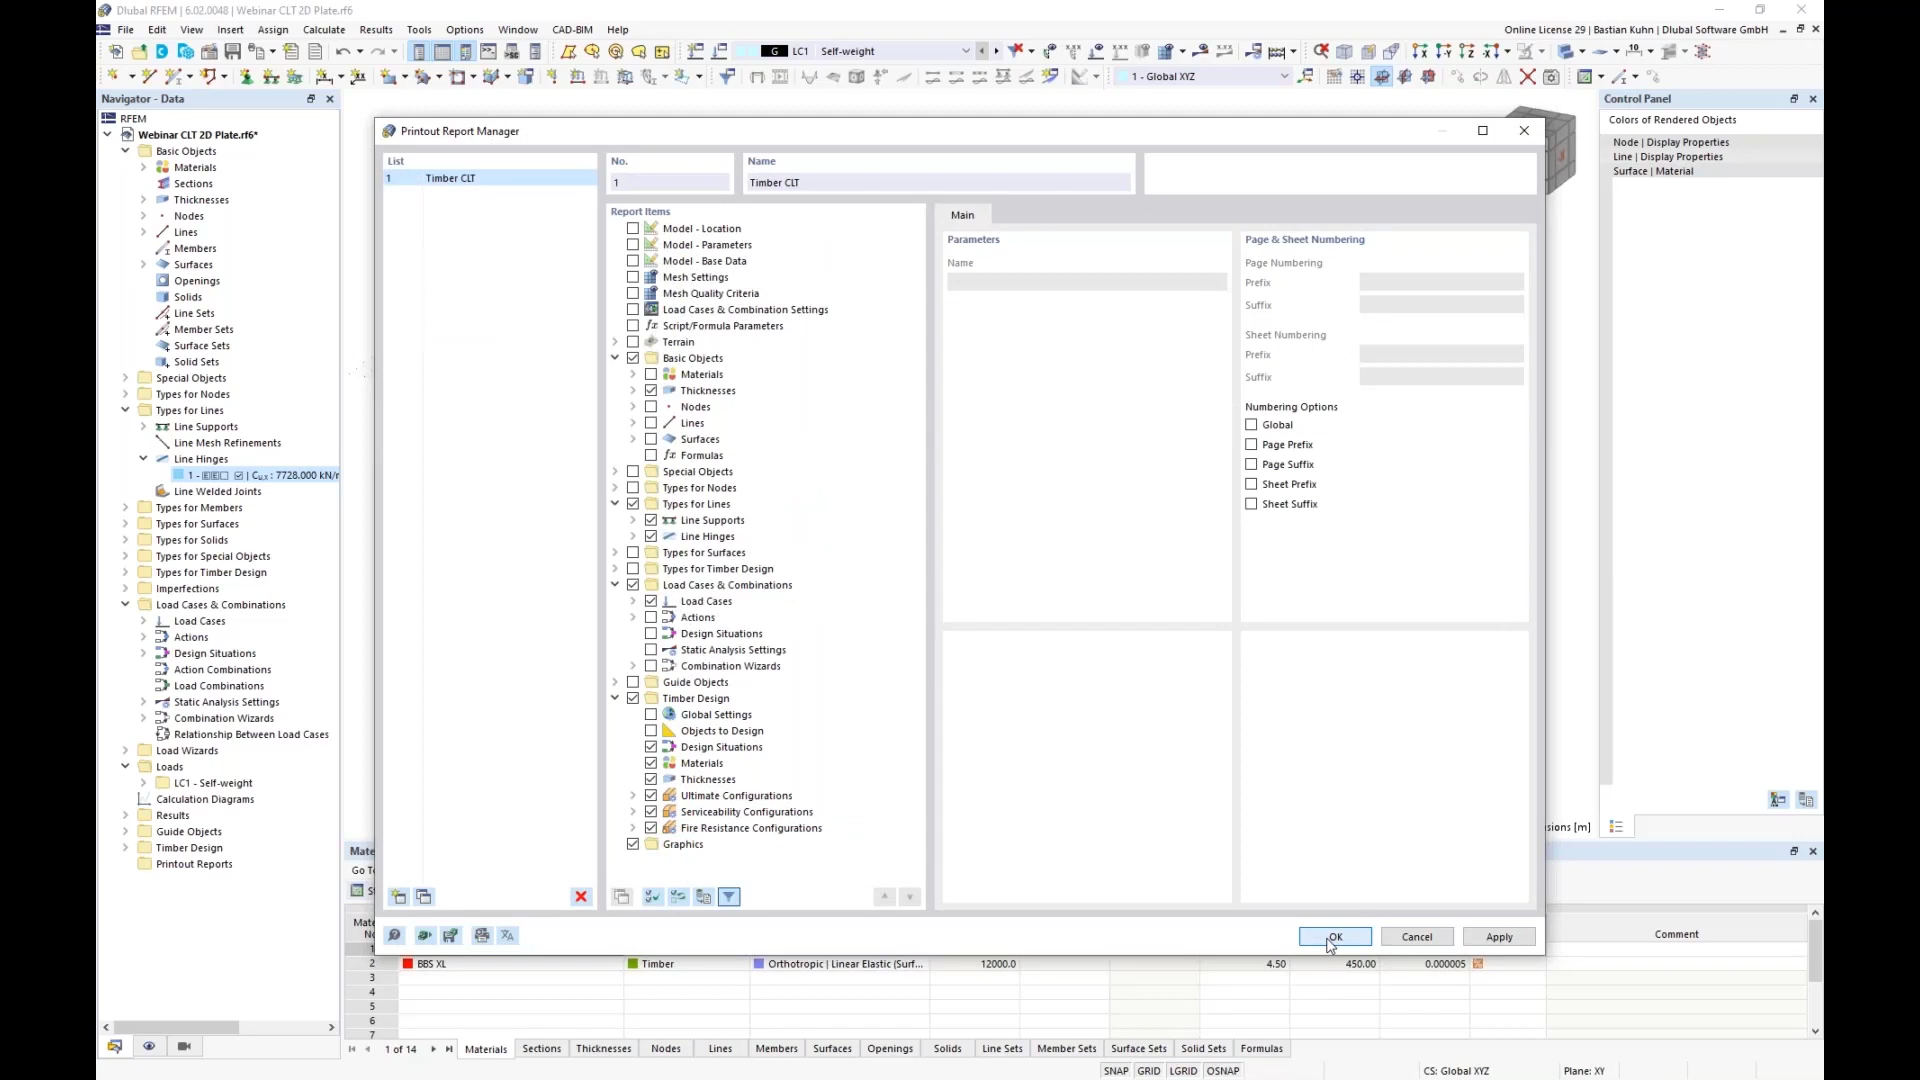 Dlubal RFEM | 6.02.0048 | Webinar CLT 2D Plate.rf6*
File Edit View Insert Assign Calculate Results Tools Options Window CAD-BIM Help
Online License 29 | Bastian Kuhn | Dlubal Software GmbH
G LC1 Self-weight
1 - Global XYZ
Navigator - Data
RFEM
Webinar CLT 2D Plate.rf6*
Basic Objects
Materials
Sections
Thicknesses
Nodes
Lines
Members
Surfaces
Openings
Solids
Line Sets
Member Sets
Surface Sets
Solid Sets
Special Objects
Types for Nodes
Types for Lines
Line Supports
Line Mesh Refinements
Line Hinges
1 - | Cu,x : 7728.000 kN/
Line Welded Joints
Types for Members
Types for Surfaces
Types for Solids
Types for Special Objects
Types for Timber Design
Imperfections
Load Cases & Combinations
Load Cases
Actions
Design Situations
Action Combinations
Load Combinations
Static Analysis Settings
Combination Wizards
Relationship Between Load Cases
Load Wizards
Loads
LC1 - Self-weight
Calculation Diagrams
Results
Guide Objects
Timber Design
Printout Reports
Printout Report Manager
List
1 Timber CLT
No.
1
Name
Timber CLT
Report Items
Model - Location
Model - Parameters
Model - Base Data
Mesh Settings
Mesh Quality Criteria
Load Cases & Combination Settings
Script/Formula Parameters
Terrain
Basic Objects
Materials
Thicknesses
Nodes
Lines
Surfaces
Formulas
Special Objects
Types for Nodes
Types for Lines
Line Supports
Line Hinges
Types for Surfaces
Types for Timber Design
Load Cases & Combinations
Load Cases
Actions
Design Situations
Static Analysis Settings
Combination Wizards
Guide Objects
Timber Design
Global Settings
Objects to Design
Design Situations
Materials
Thicknesses
Ultimate Configurations
Serviceability Configurations
Fire Resistance Configurations
Graphics
Main
Parameters
Name
Page & Sheet Numbering
Page Numbering
Prefix
Suffix
Sheet Numbering
Prefix
Suffix
Numbering Options
Global
Page Prefix
Page Suffix
Sheet Prefix
Sheet Suffix
OK Cancel Apply
Control Panel
Colors of Rendered Objects
Node | Display Properties
Line | Display Properties
Surface | Material
sions [m]
Mate
Go T
Mate
N
Comment
1
2 BBS XL Timber Orthotropic | Linear Elastic (Surf... 12000.0 4.50 450.00 0.000005
3
4
5
6
7
1 of 14 Materials Sections Thicknesses Nodes Lines Members Surfaces Openings Solids Line Sets Member Sets Surface Sets Solid Sets Formulas
SNAP GRID LGRID OSNAP CS: Global XYZ Plane: XY